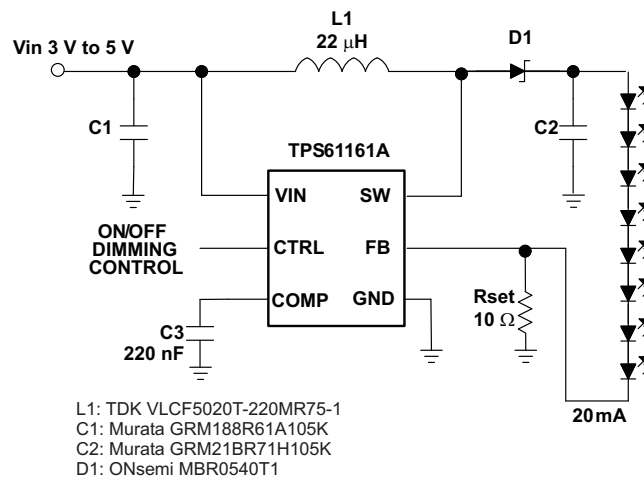 L1
22 μH
Vin 3 V to 5 V
D1
C1
C2
TPS61161A
VIN
SW
ON/OFF
DIMMING
CONTROL
CTRL
FB
COMP
GND
Rset
10 Ω
C3
220 nF
20mA
L1: TDK VLCF5020T-220MR75-1
C1: Murata GRM188R61A105K
C2: Murata GRM21BR71H105K
D1: ONsemi MBR0540T1